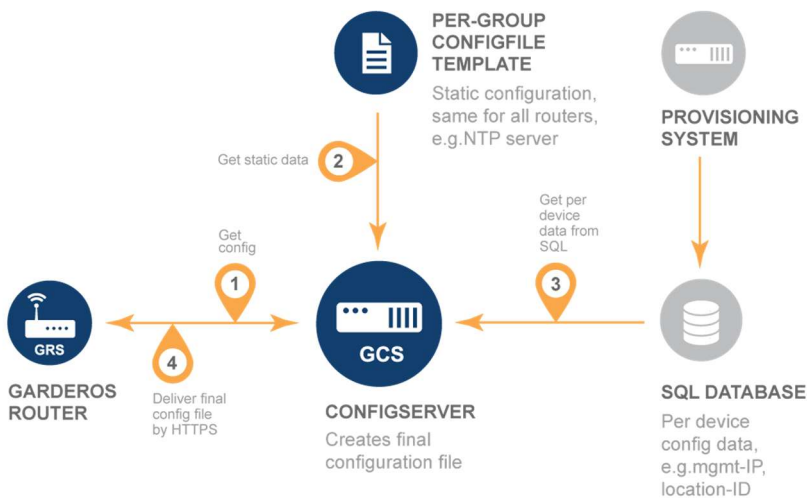 PER-GROUP
CONFIGFILE
TEMPLATE
Static configuration,
same for all routers,
e.g.NTP server
PROVISIONING
SYSTEM
Get static data
2
Get per
device
data from
SQL
3
Get
config
1
GRS
GARDEROS
ROUTER
4
Deliver final
config file
by HTTPS
GCS
CONFIGSERVER
Creates final
configuration file
SQL DATABASE
Per device
config data,
e.g.mgmt-IP,
location-ID